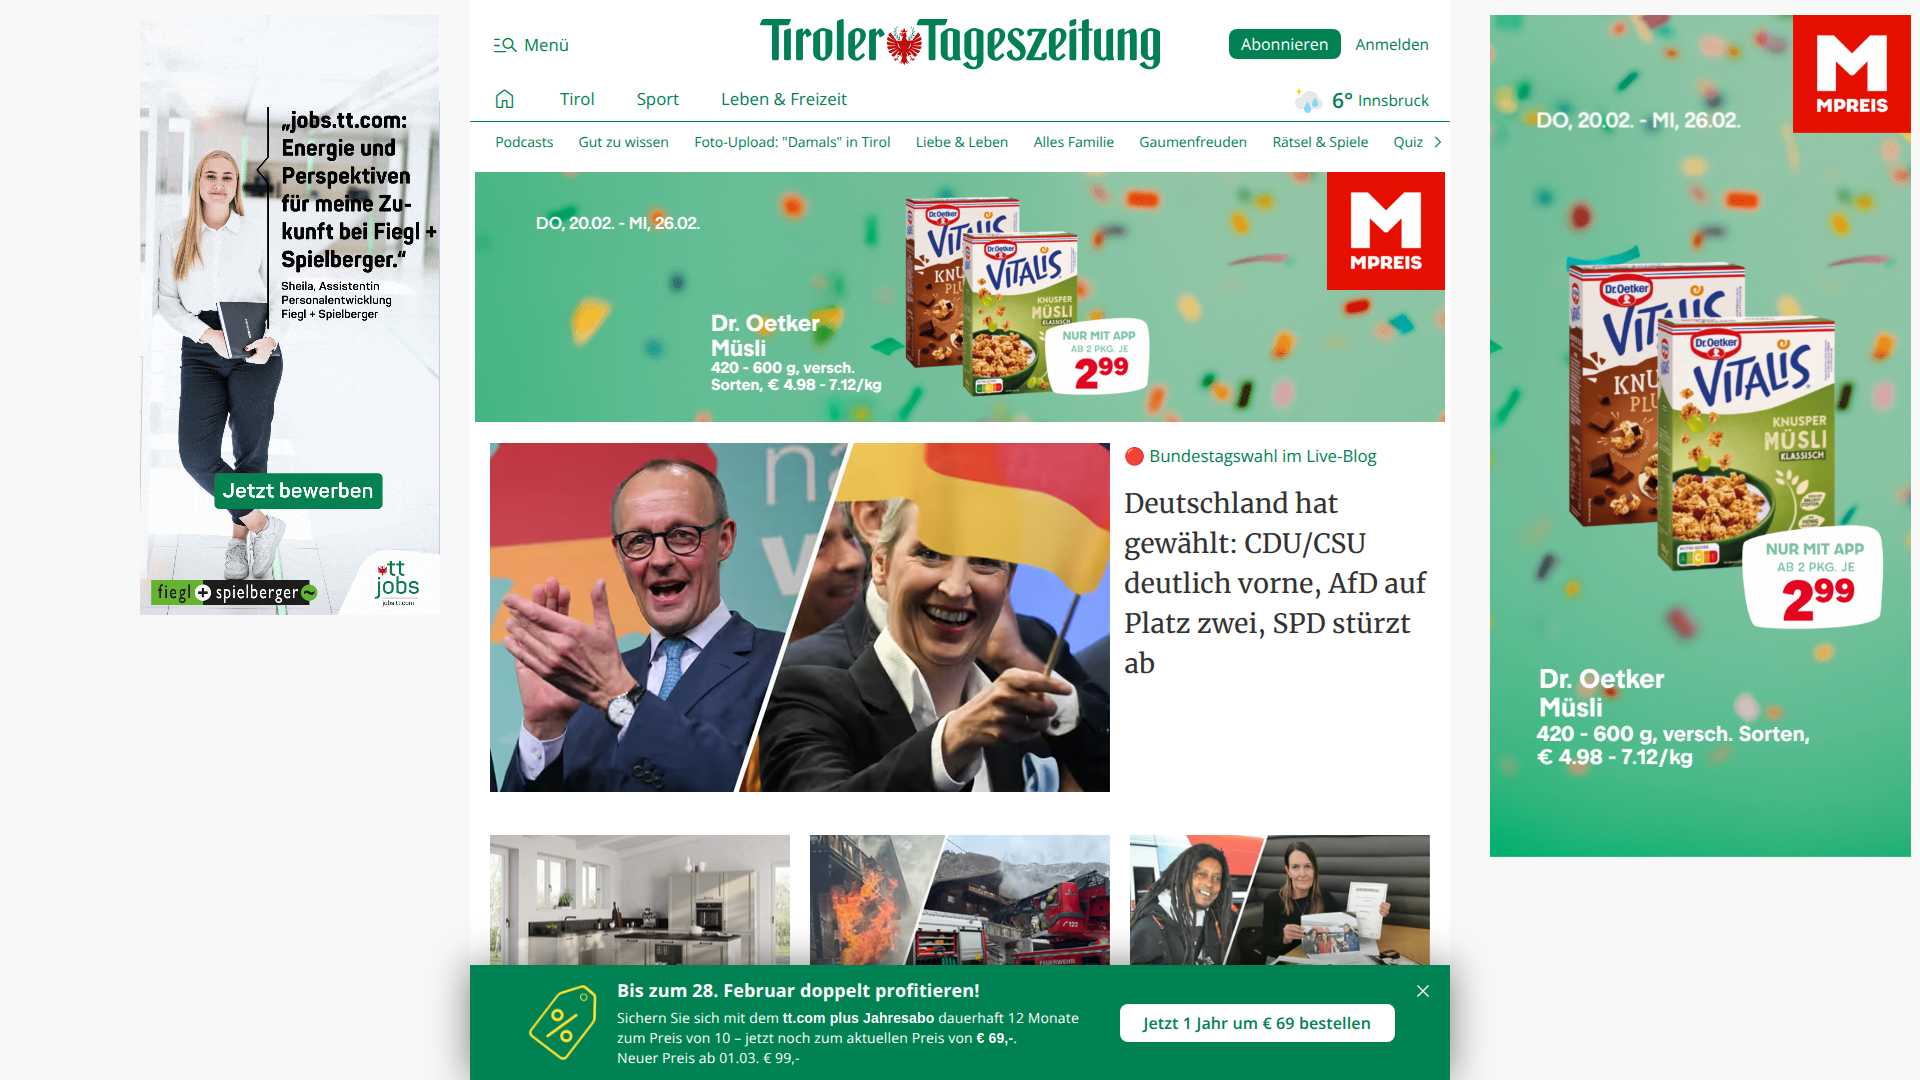 Menü
Tiroler Tageszeitung
Abonnieren
Anmelden
Tirol
Sport
Leben & Freizeit
6° Innsbruck
Podcasts
Gut zu wissen
Foto-Upload: "Damals" in Tirol
Liebe & Leben
Alles Familie
Gaumenfreuden
Rätsel & Spiele
Quiz
„jobs.tt.com:
Energie und
Perspektiven
für meine Zu-
kunft bei Fiegl +
Spielberger.“
Sheila, Assistentin
Personalentwicklung
Fiegl + Spielberger
Jetzt bewerben
fiegl + spielberger
tt
jobs
jobs.tt.com
DO, 20.02. - MI, 26.02.
MPREIS
Dr. Oetker
VITALIS
KNUSPER
MÜSLI
KLASSISCH
Dr. Oetker
Müsli
420 - 600 g, versch.
Sorten, € 4.98 - 7.12/kg
NUR MIT APP
AB 2 PKG. JE
2 99
Bundestagswahl im Live-Blog
Deutschland hat
gewählt: CDU/CSU
deutlich vorne, AfD auf
Platz zwei, SPD stürzt
ab
DO, 20.02. - MI, 26.02.
MPREIS
Dr. Oetker
Dr. Oetker
VITALIS
KNUSPER
MÜSLI
KLASSISCH
NUR MIT APP
AB 2 PKG. JE
2 99
Dr. Oetker
Müsli
420 - 600 g, versch. Sorten,
€ 4.98 - 7.12/kg
122
FEUERWEHR
Bis zum 28. Februar doppelt profitieren!
Sichern Sie sich mit dem tt.com plus Jahresabo dauerhaft 12 Monate
zum Preis von 10 – jetzt noch zum aktuellen Preis von € 69,-.
Neuer Preis ab 01.03. € 99,-
Jetzt 1 Jahr um € 69 bestellen